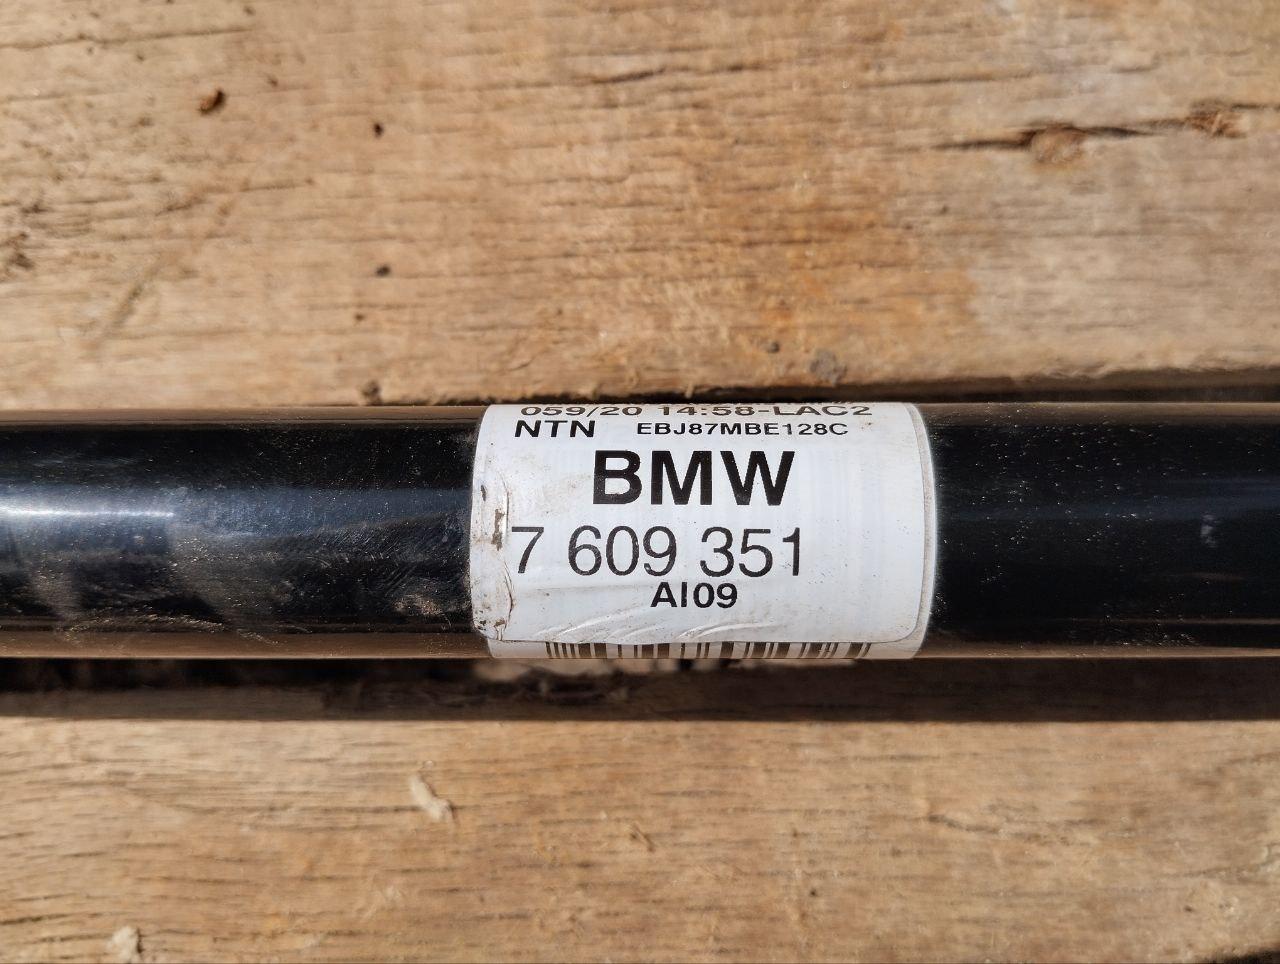 059/20 14:58-LAC2
NTN EBJ87MBE128C
BMW
7 609 351
AI09